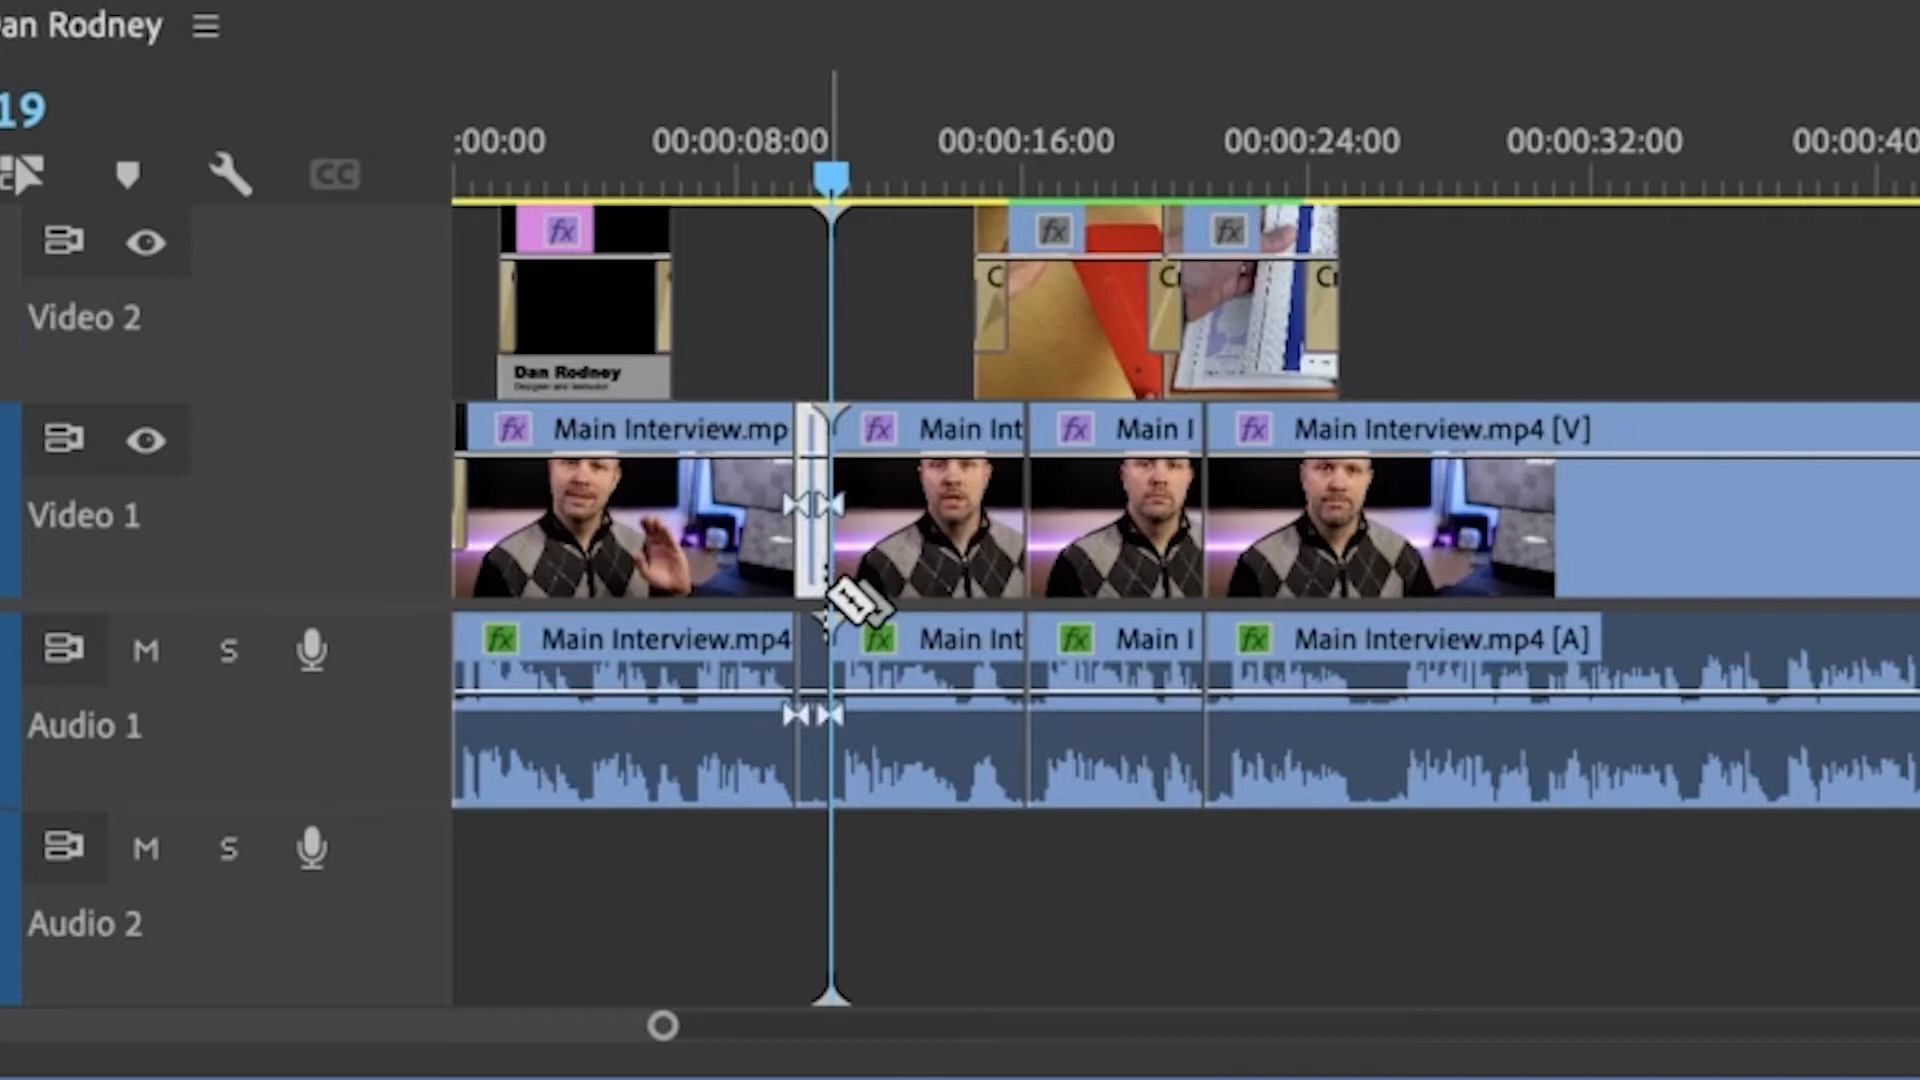 an Rodney
19
:00:00 00:00:08:00 00:00:16:00 00:00:24:00 00:00:32:00 00:00:40
CC
fx fx fx
Video 2
C C Cr
Dan Rodney
Designer and Instructor
fx Main Interview.mp fx Main Int fx Main I fx Main Interview.mp4 [V]
Video 1
fx Main Interview.mp4 fx Main Int fx Main I fx Main Interview.mp4 [A]
M S
Audio 1
M S
Audio 2